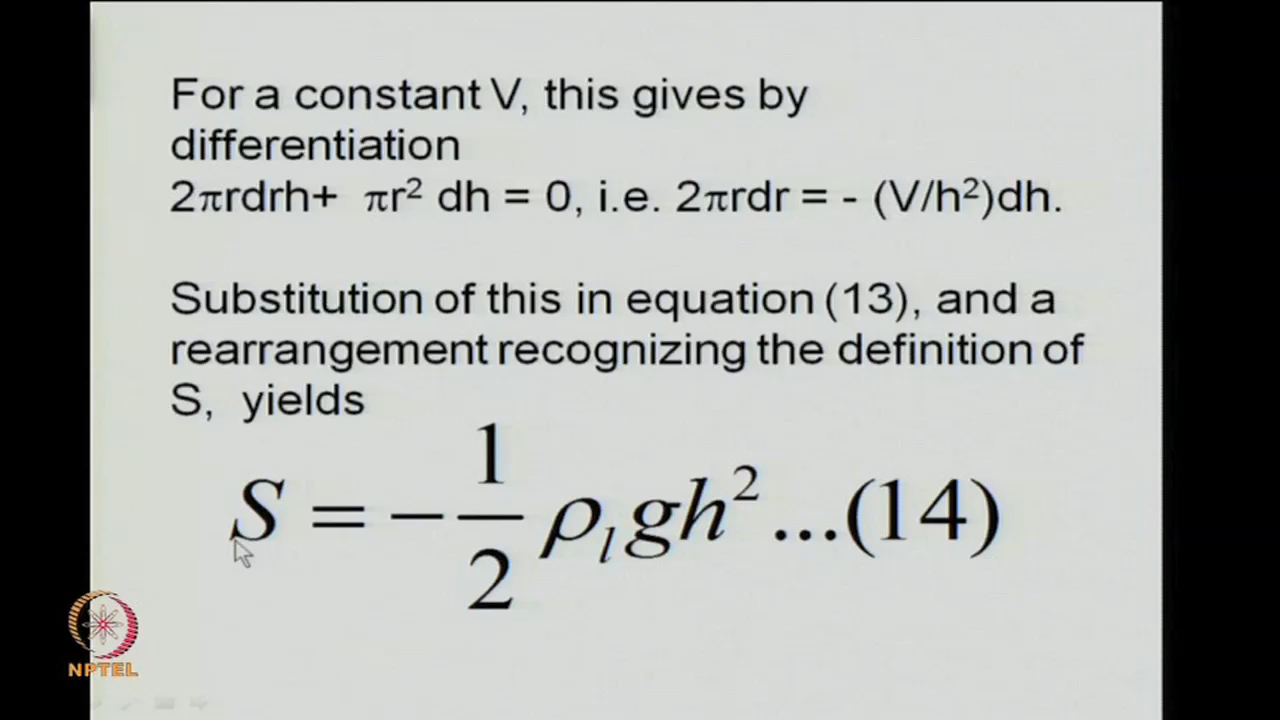 For a constant V, this gives by
differentiation
2πrdrh+ πr² dh = 0, i.e. 2πrdr = - (V/h²)dh.
Substitution of this in equation (13), and a
rearrangement recognizing the definition of
S, yields
S = -1/2 ρ_l gh² ...(14)
NPTEL